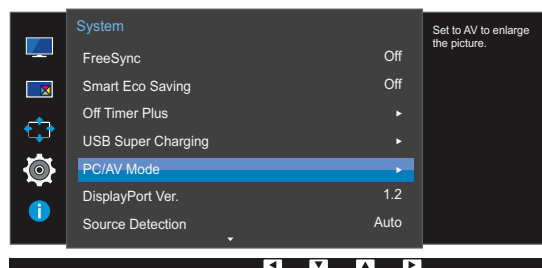 System
FreeSync Off
Smart Eco Saving Off
Off Timer Plus
USB Super Charging
PC/AV Mode
DisplayPort Ver. 1.2
Source Detection Auto
Set to AV to enlarge
the picture.